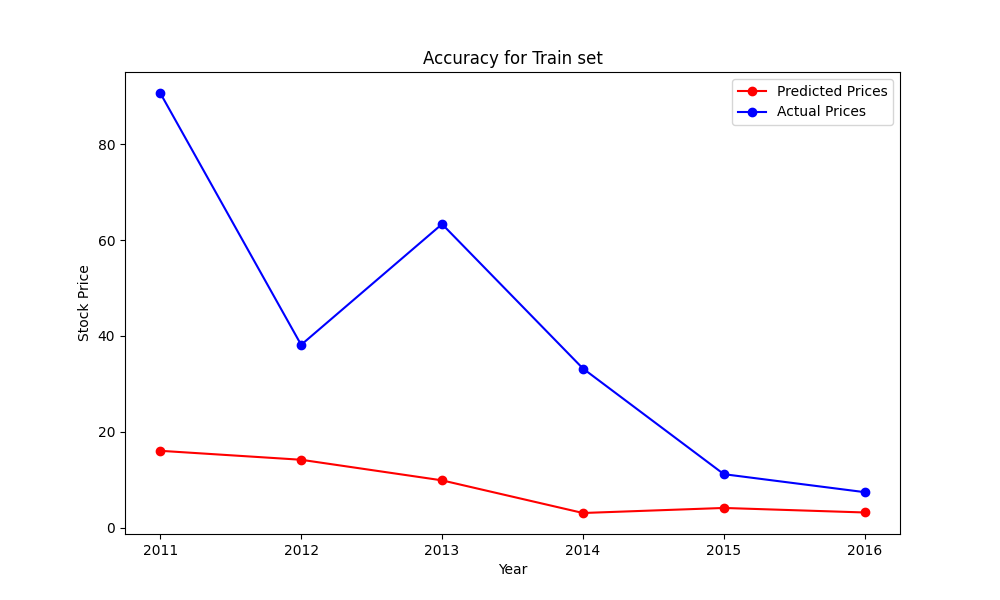 Accuracy for Train set
Predicted Prices
Actual Prices
80
60
40
20
0
Stock Price
2011 2012 2013 2014 2015 2016
Year